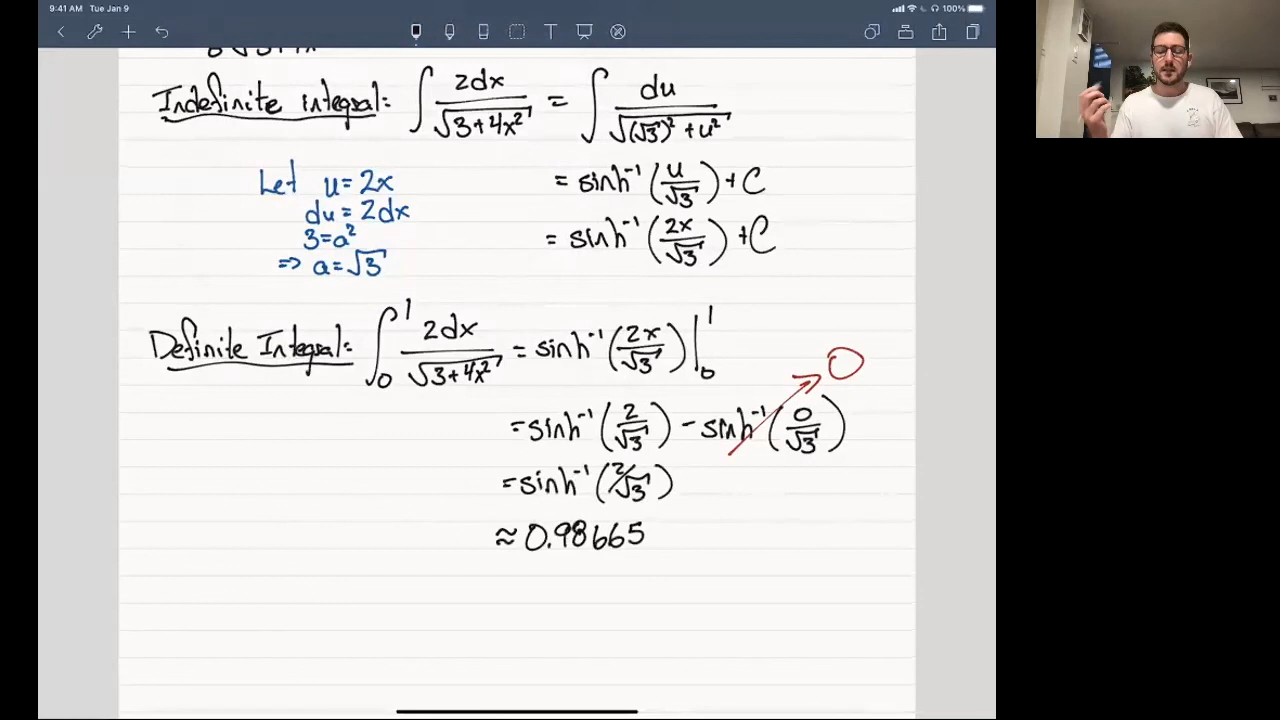 9:41 AM Tue Jan 9
100%
Indefinite integral: ∫ 2dx/√(3+4x²) = ∫ du/√((√3)²+u²)
= sinh⁻¹(u/√3) + C
= sinh⁻¹(2x/√3) + C
Let u = 2x
du = 2dx
3 = a²
⇒ a = √3
Definite Integral: ∫₀¹ 2dx/√(3+4x²) = sinh⁻¹(2x/√3) |₀¹
= sinh⁻¹(2/√3) - sinh⁻¹(0/√3) → 0
= sinh⁻¹(2/√3)
≈ 0.98665